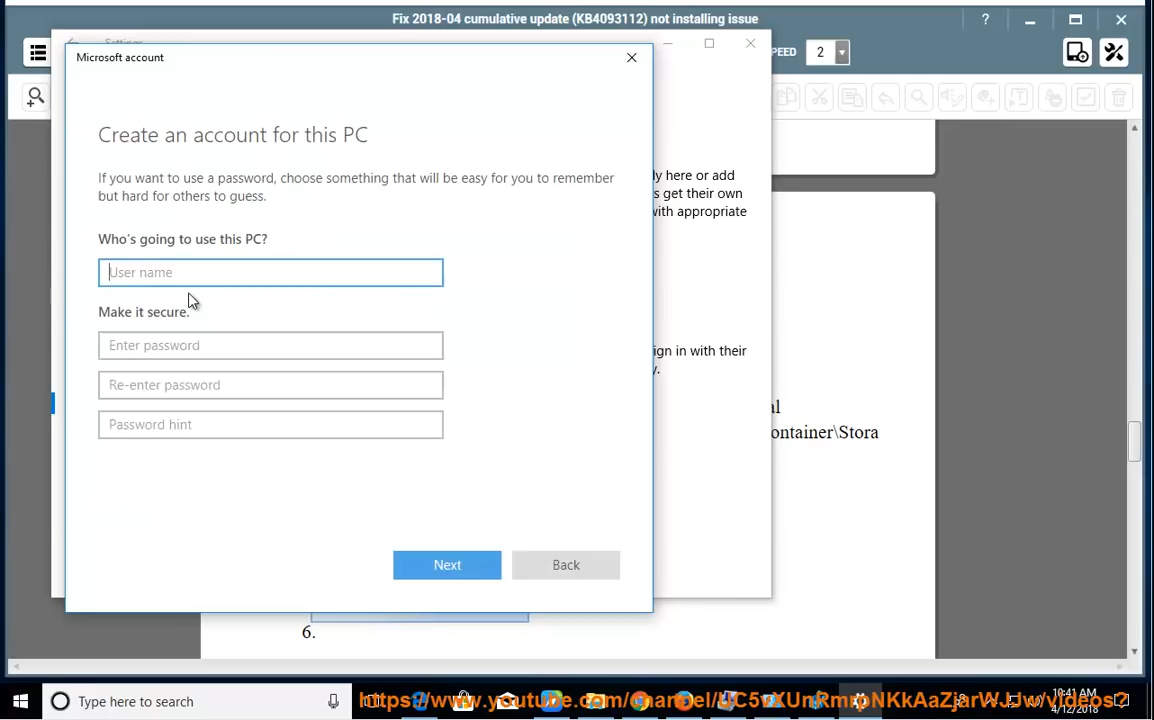 Fix 2018-04 cumulative update (KB4093112) not installing issue
?
PEED
2
Microsoft account
Create an account for this PC
If you want to use a password, choose something that will be easy for you to remember
but hard for others to guess.
Who's going to use this PC?
User name
Make it secure.
Enter password
Re-enter password
Password hint
Next
Back
ly here or add
s get their own
with appropriate
ign in with their
y.
al
ontainer\Stora
6.
Type here to search
10:41 AM
4/12/2018